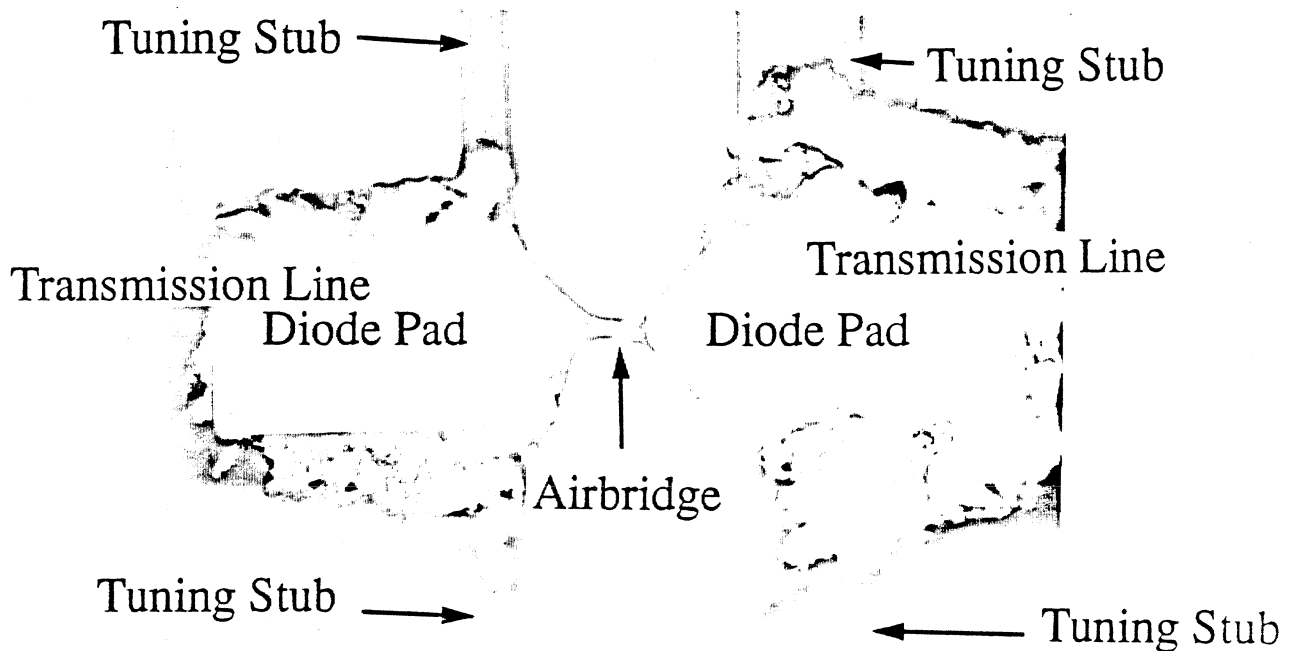 Tuning Stub
Tuning Stub
Transmission Line
Transmission Line
Diode Pad
Diode Pad
Airbridge
Tuning Stub
Tuning Stub